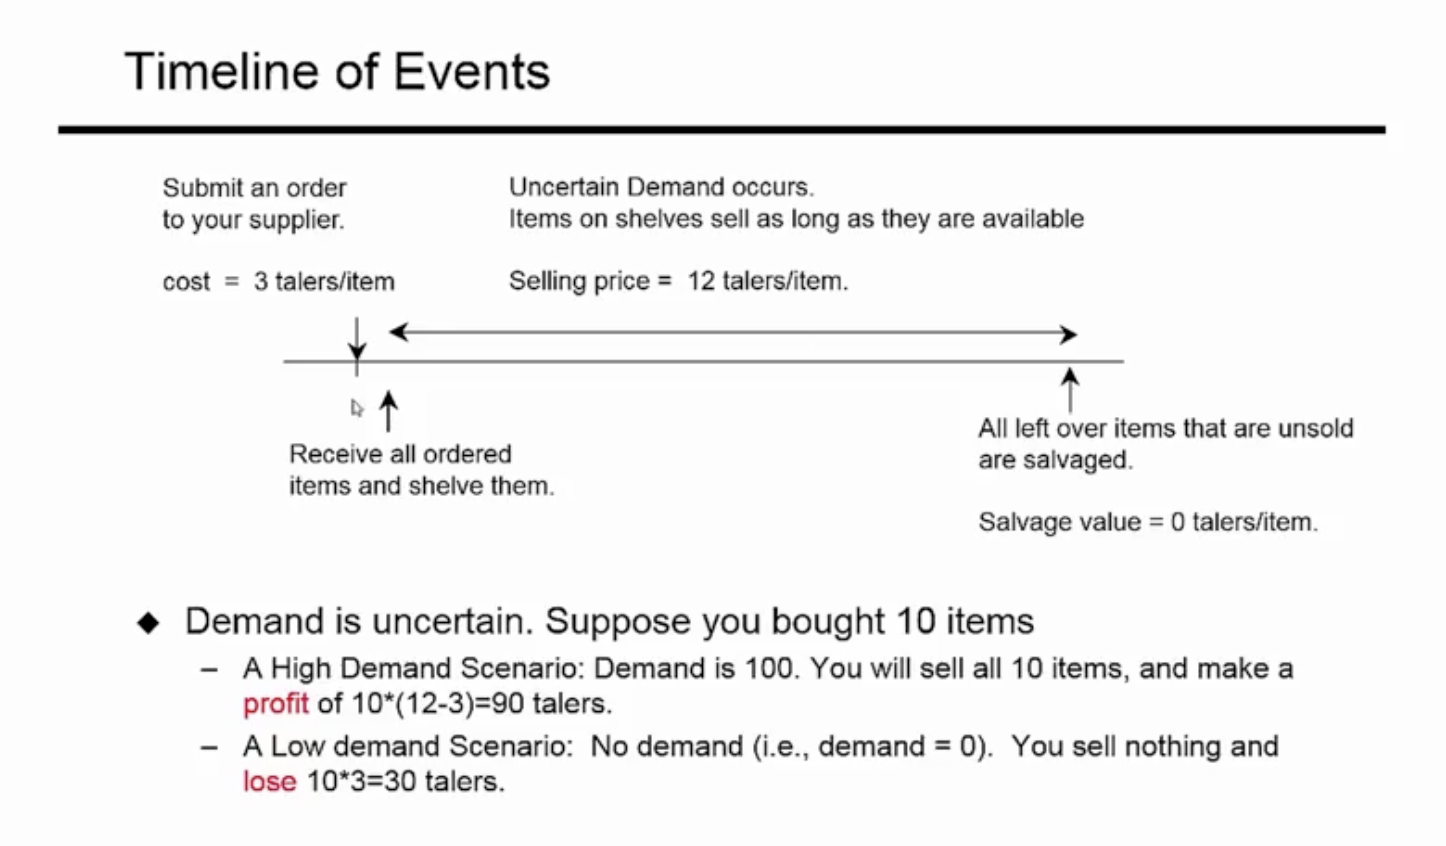 Timeline of Events
Submit an order
to your supplier.
cost = 3 talers/item
Uncertain Demand occurs.
Items on shelves sell as long as they are available
Selling price = 12 talers/item.
Receive all ordered
items and shelve them.
All left over items that are unsold
are salvaged.
Salvage value = 0 talers/item.
◆ Demand is uncertain. Suppose you bought 10 items
– A High Demand Scenario: Demand is 100. You will sell all 10 items, and make a
profit of 10*(12-3)=90 talers.
– A Low demand Scenario: No demand (i.e., demand = 0). You sell nothing and
lose 10*3=30 talers.